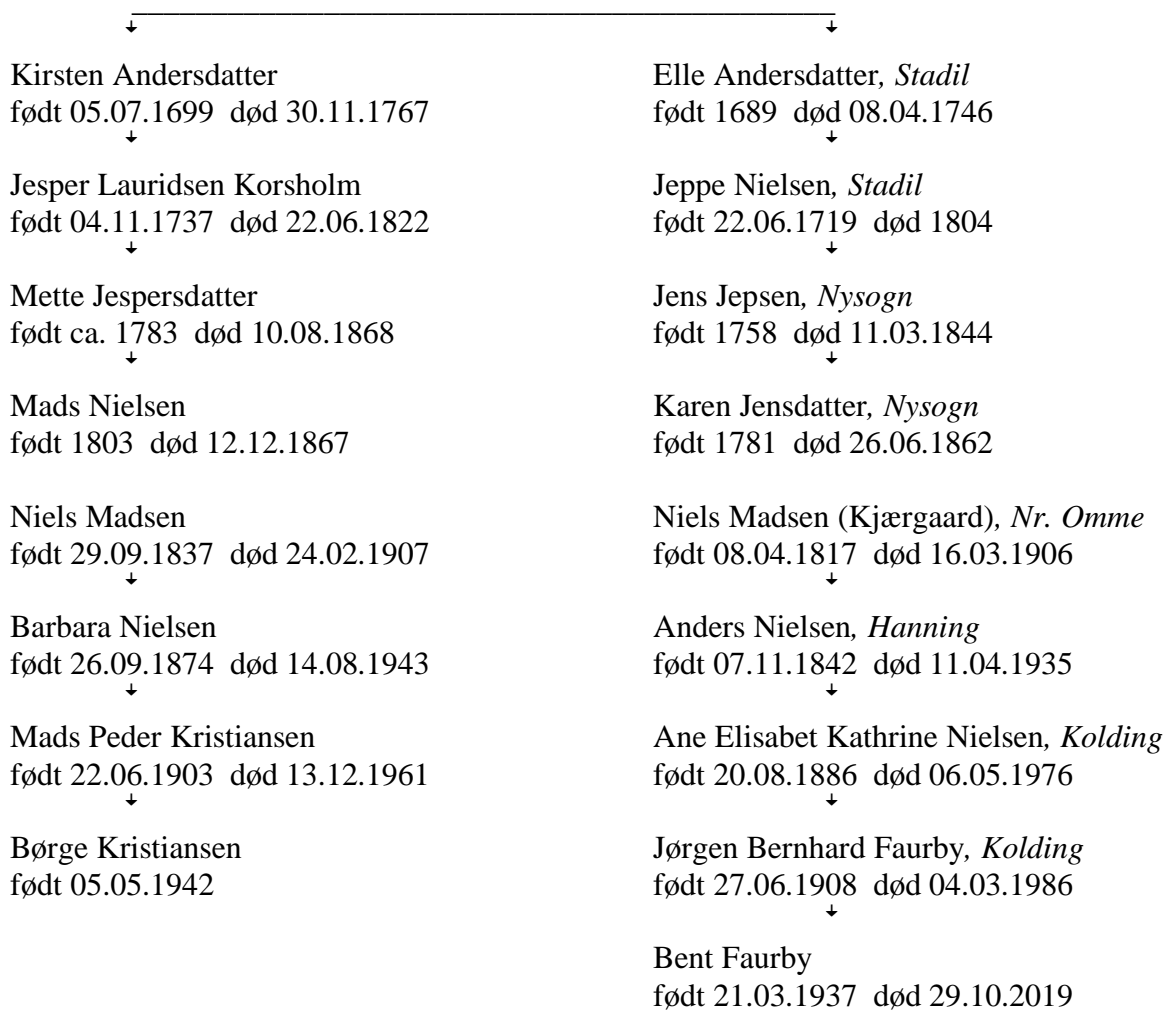 Kirsten Andersdatter
født 05.07.1699 død 30.11.1767
Jesper Lauridsen Korsholm
født 04.11.1737 død 22.06.1822
Mette Jespersdatter
født ca. 1783 død 10.08.1868
Mads Nielsen
født 1803 død 12.12.1867
Niels Madsen
født 29.09.1837 død 24.02.1907
Barbara Nielsen
født 26.09.1874 død 14.08.1943
Mads Peder Kristiansen
født 22.06.1903 død 13.12.1961
Børge Kristiansen
født 05.05.1942
Elle Andersdatter, Stadil
født 1689 død 08.04.1746
Jeppe Nielsen, Stadil
født 22.06.1719 død 1804
Jens Jepsen, Nysogn
født 1758 død 11.03.1844
Karen Jensdatter, Nysogn
født 1781 død 26.06.1862
Niels Madsen (Kjærgaard), Nr. Omme
født 08.04.1817 død 16.03.1906
Anders Nielsen, Hanning
født 07.11.1842 død 11.04.1935
Ane Elisabet Kathrine Nielsen, Kolding
født 20.08.1886 død 06.05.1976
Jørgen Bernhard Faurby, Kolding
født 27.06.1908 død 04.03.1986
Bent Faurby
født 21.03.1937 død 29.10.2019